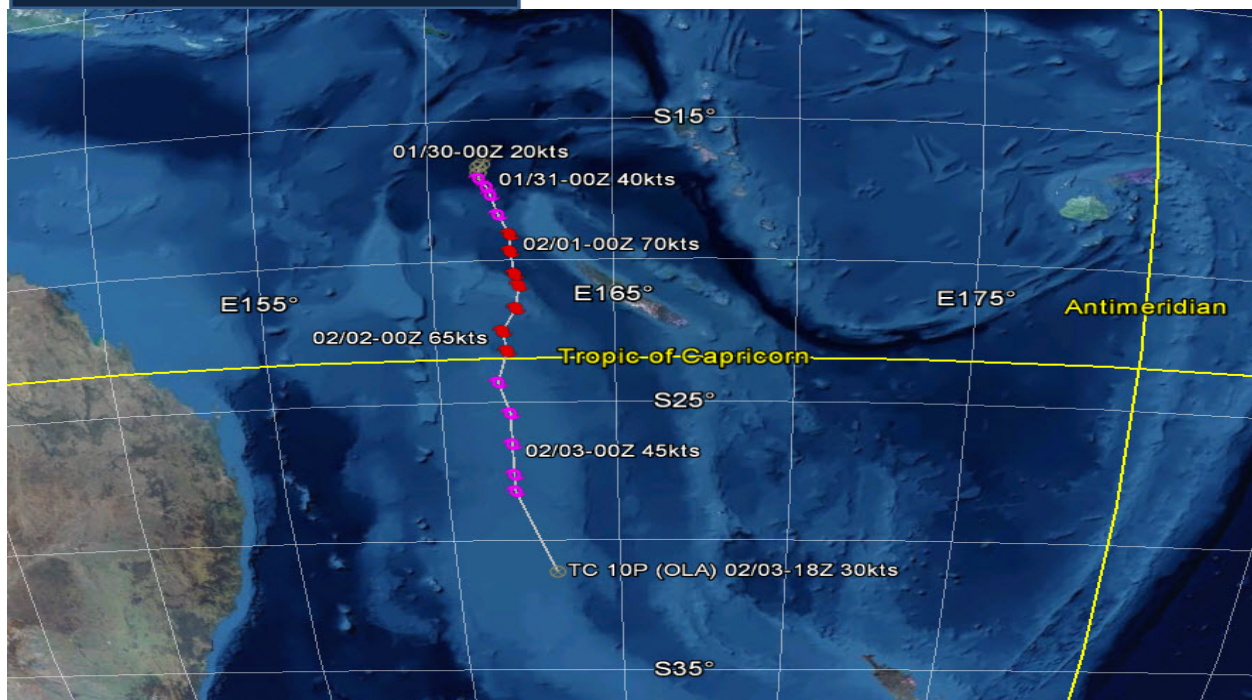 S15°
01/30-00Z 20kts
01/31-00Z 40kts
02/01-00Z 70kts
E155°
E165°
E175°
Antimeridian
02/02-00Z 65kts
Tropic of Capricorn
S25°
02/03-00Z 45kts
TC 10P (OLA) 02/03-18Z 30kts
S35°